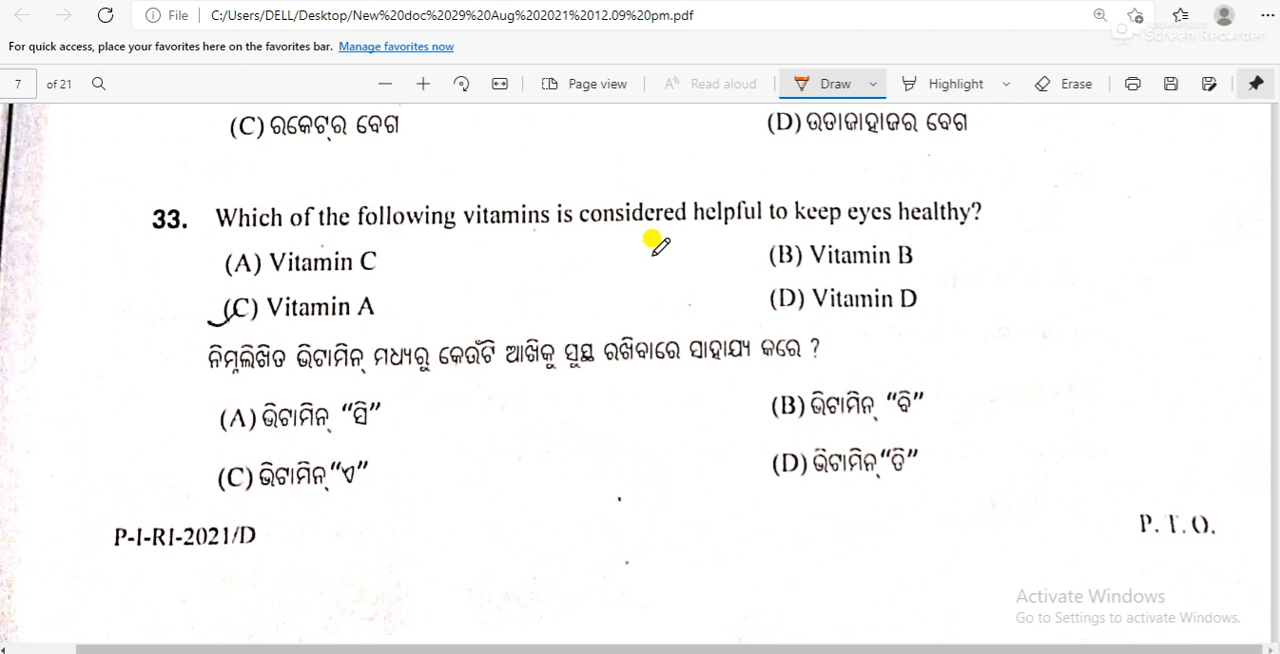 File C:/Users/DELL/Desktop/New%20doc%2029%20Aug%202021%2012.09%20pm.pdf
Screen Recorder
For quick access, place your favorites here on the favorites bar. Manage favorites now
7 of 21 Page view Read aloud Draw Highlight Erase
(C) ରକେଟ୍‌ର ବେଗ (D) ଉଡାଜାହାଜର ବେଗ
33. Which of the following vitamins is considered helpful to keep eyes healthy?
(A) Vitamin C (B) Vitamin B
(C) Vitamin A (D) Vitamin D
ନିମ୍ନଲିଖିତ ଭିଟାମିନ୍ ମଧ୍ୟରୁ କେଉଁଟି ଆଖିକୁ ସୁସ୍ଥ ରଖିବାରେ ସାହାଯ୍ୟ କରେ ?
(A) ଭିଟାମିନ୍ “ସି” (B) ଭିଟାମିନ୍ “ବି”
(C) ଭିଟାମିନ୍ “ଏ” (D) ଭିଟାମିନ୍ “ଡି”
P-I-RI-2021/D P. T. O.
Activate Windows
Go to Settings to activate Windows.